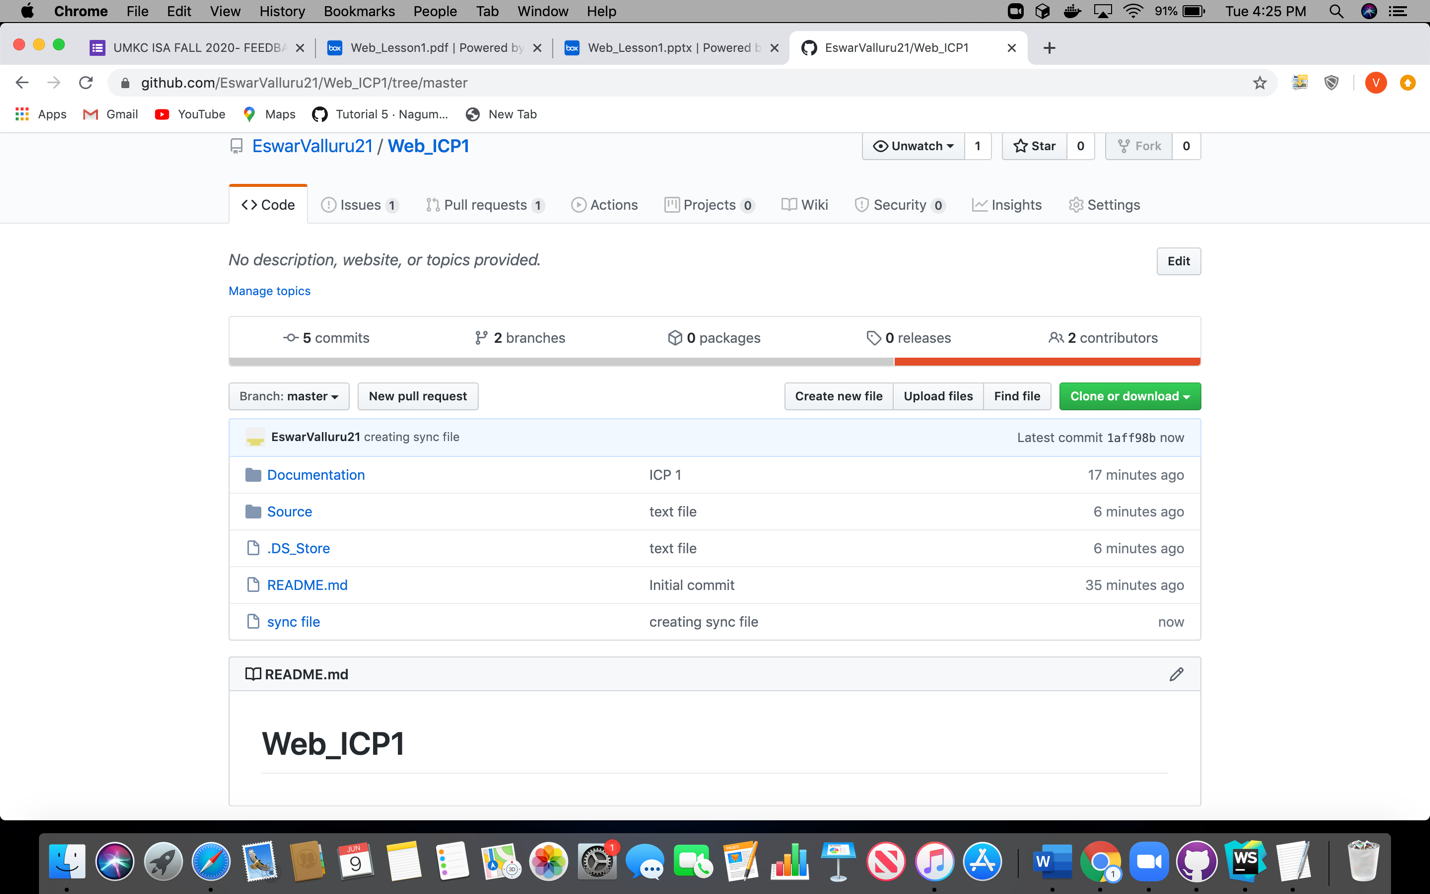 Chrome File Edit View History Bookmarks People Tab Window Help 91% Tue 4:25 PM
UMKC ISA FALL 2020- FEEDBA Web_Lesson1.pdf | Powered by Web_Lesson1.pptx | Powered b EswarValluru21/Web_ICP1
github.com/EswarValluru21/Web_ICP1/tree/master V
Apps Gmail YouTube Maps Tutorial 5 · Nagum... New Tab
EswarValluru21 / Web_ICP1 Unwatch 1 Star 0 Fork 0
Code Issues 1 Pull requests 1 Actions Projects 0 Wiki Security 0 Insights Settings
No description, website, or topics provided. Edit
Manage topics
5 commits 2 branches 0 packages 0 releases 2 contributors
Branch: master New pull request Create new file Upload files Find file Clone or download
EswarValluru21 creating sync file Latest commit 1aff98b now
Documentation ICP 1 17 minutes ago
Source text file 6 minutes ago
.DS_Store text file 6 minutes ago
README.md Initial commit 35 minutes ago
sync file creating sync file now
README.md
Web_ICP1
JUN
9
3D
1
W
1
WS